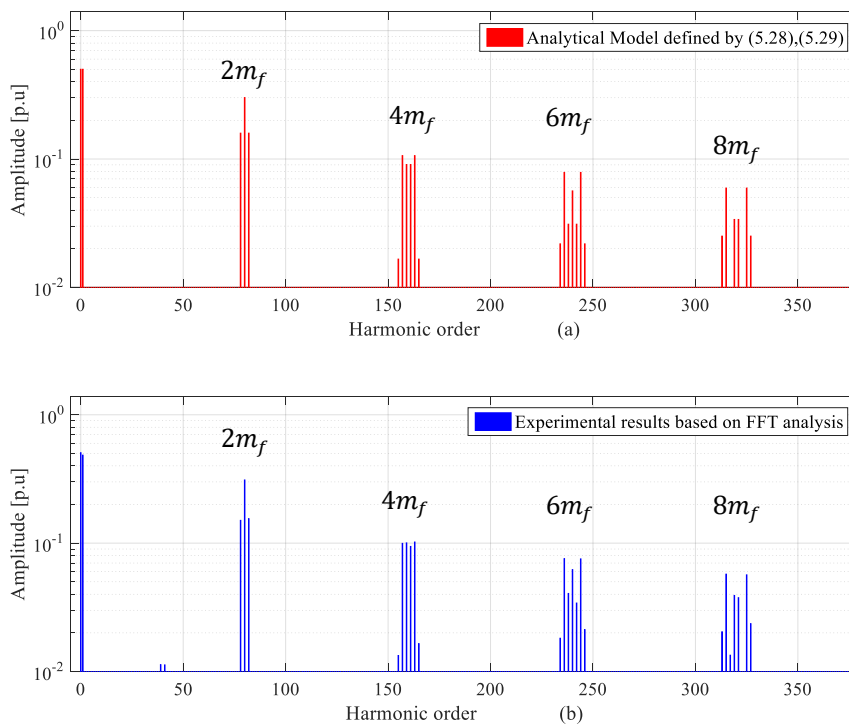 10^0
Analytical Model defined by (5.28),(5.29)
2m_f
4m_f
6m_f
8m_f
10^-1
Amplitude [p.u]
10^-2
0 50 100 150 200 250 300 350
Harmonic order (a)
10^0
Experimental results based on FFT analysis
2m_f
4m_f
6m_f
8m_f
10^-1
Amplitude [p.u]
10^-2
0 50 100 150 200 250 300 350
Harmonic order (b)